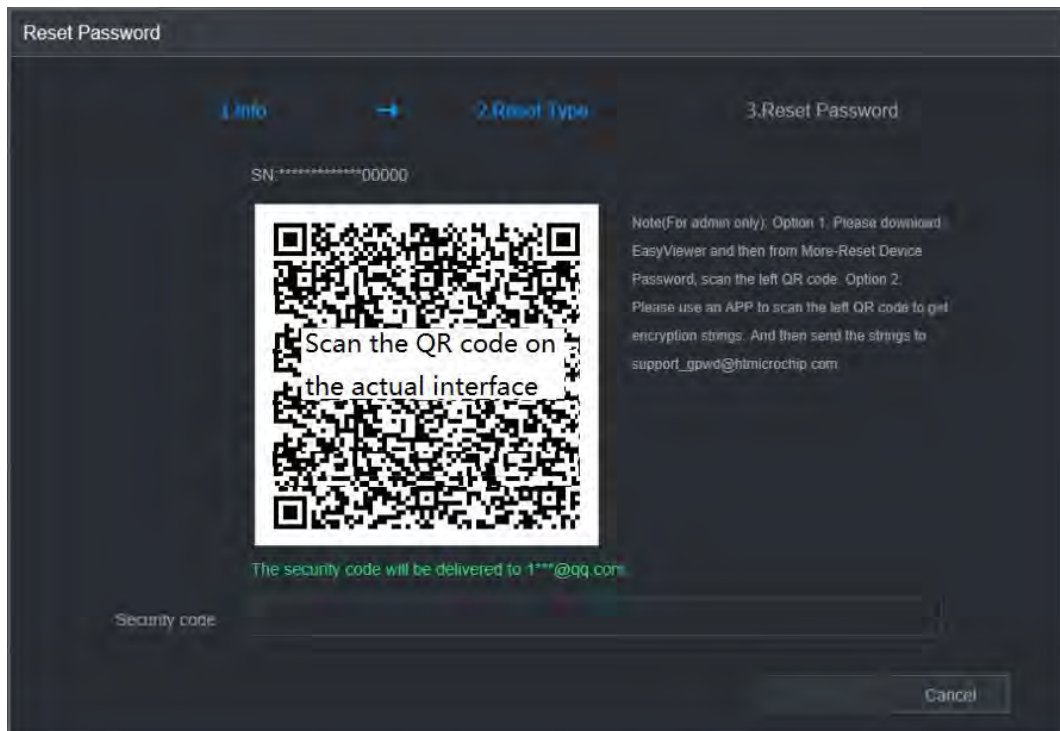 Reset Password
1.Info → 2.Reset Type 3.Reset Password
SN:*************00000
Note(For admin only): Option 1. Please download
EasyViewer and then from More-Reset Device
Password, scan the left QR code. Option 2.
Please use an APP to scan the left QR code to get
encryption strings. And then send the strings to
support_gpwd@htmicrochip.com
Scan the QR code on
the actual interface
The security code will be delivered to 1***@qq.com.
Security code
Cancel